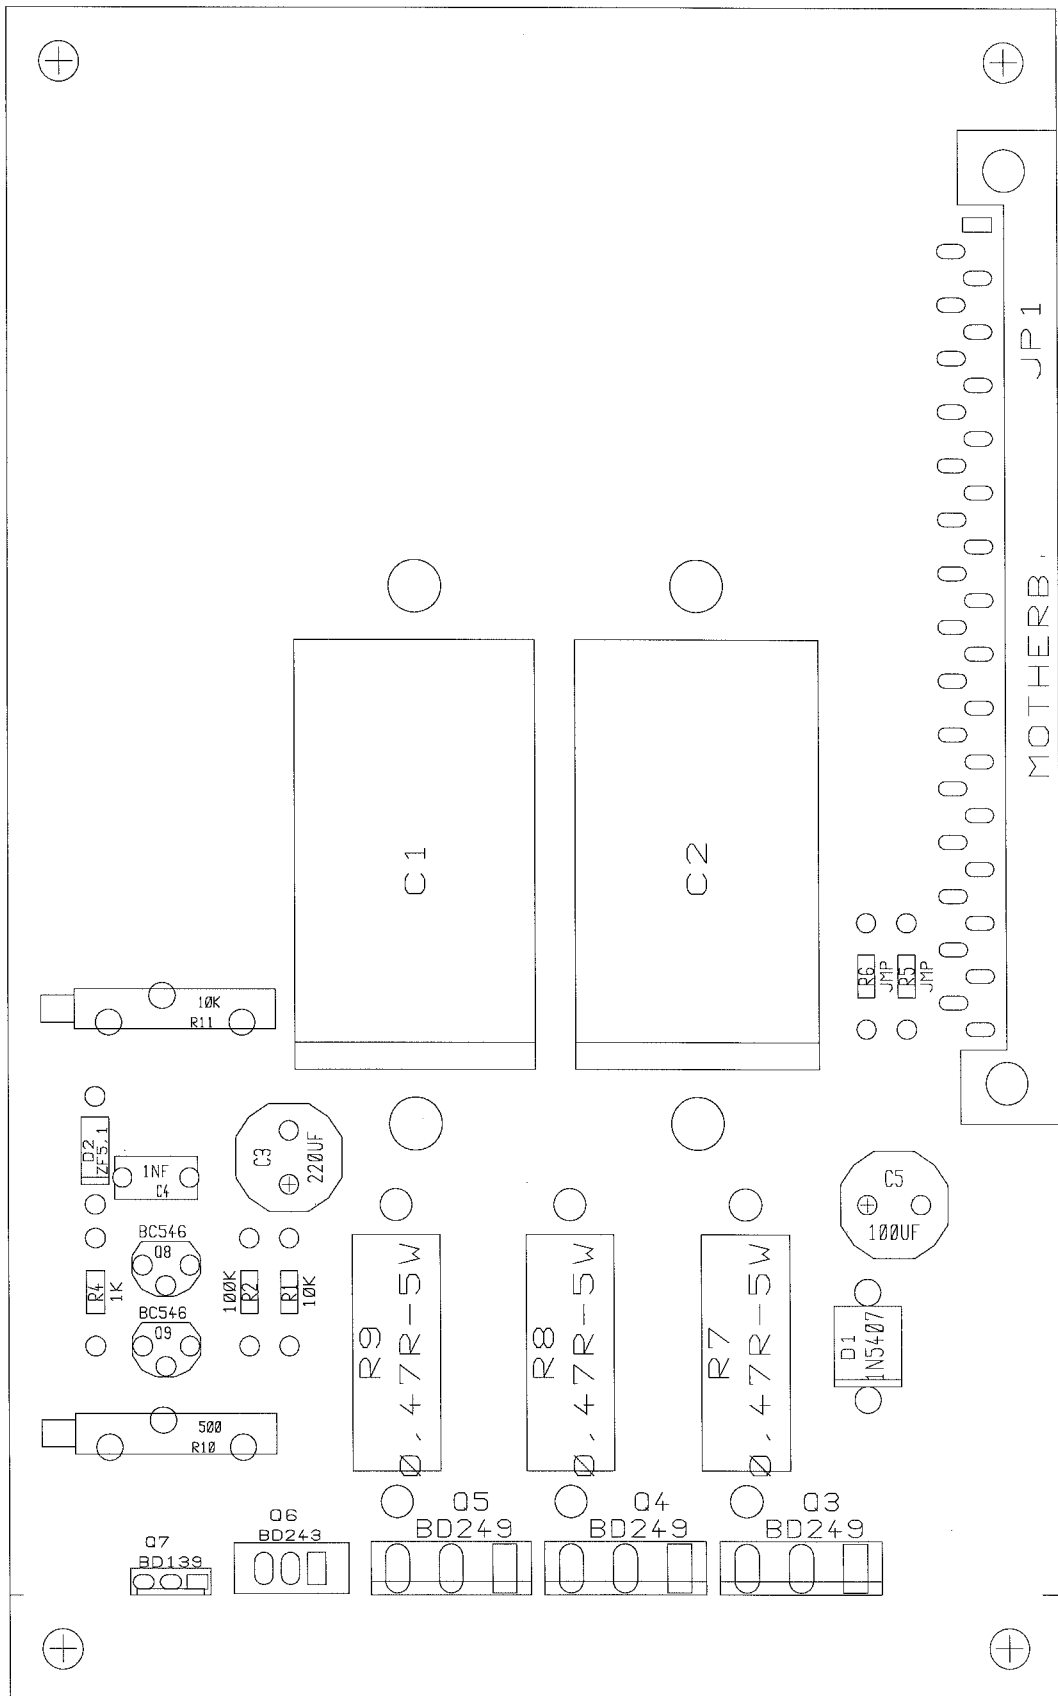 JP1
MOTHERB.
C1
C2
R6
JMP
R5
JMP
10K
R11
D2
ZF5,1
1NF
C4
C3
220UF
C5
100UF
BC546
Q8
R4
1K
100K
R2
R1
10K
BC546
Q9
R9
0,47R-5W
R8
0,47R-5W
R7
0,47R-5W
D1
1N5407
500
R10
Q5
BD249
Q4
BD249
Q3
BD249
Q6
BD243
Q7
BD139